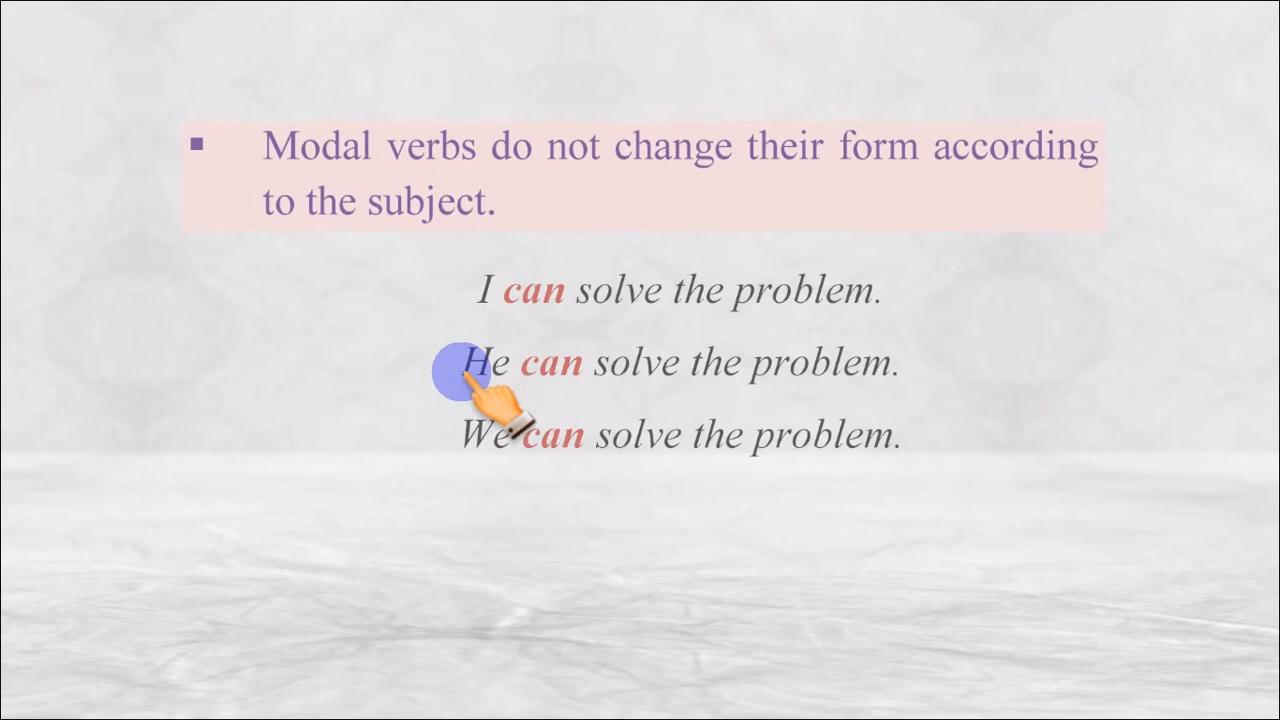 ▪ Modal verbs do not change their form according
to the subject.
I can solve the problem.
He can solve the problem.
We can solve the problem.